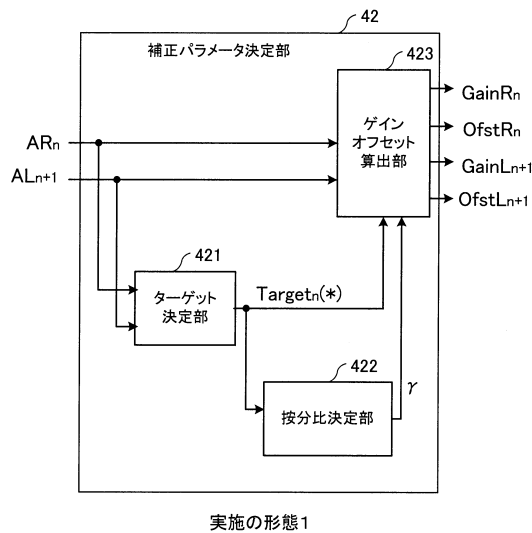 42
補正パラメータ決定部
423
ARn
ALn+1
ゲイン
オフセット
算出部
GainRn
OfstRn
GainLn+1
OfstLn+1
421
ターゲット
決定部
Targetn(*)
422
按分比決定部
γ
実施の形態1